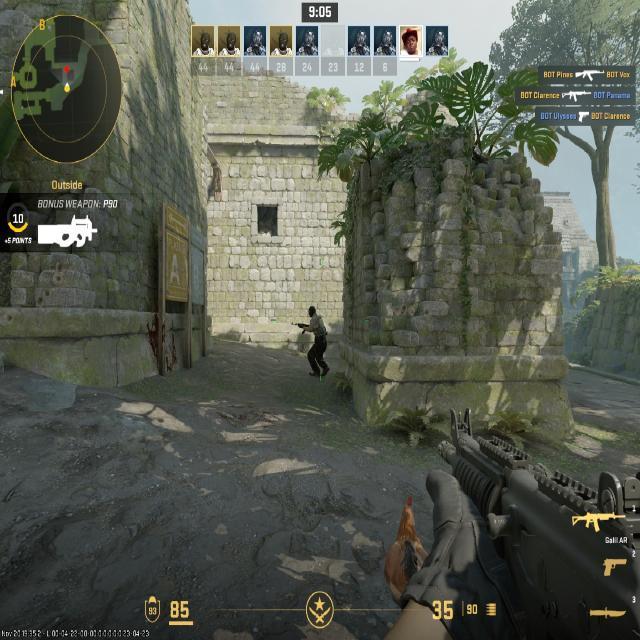 9:05
44 44 44 28 24 23 12 6
B
A
BOT Pines BOT Vox
BOT Clarence BOT Panama
BOT Ulysses BOT Clarence
Outside
BONUS WEAPON: P90
10
+5 POINTS
Galil AR
2
3
93 85
35 | 90